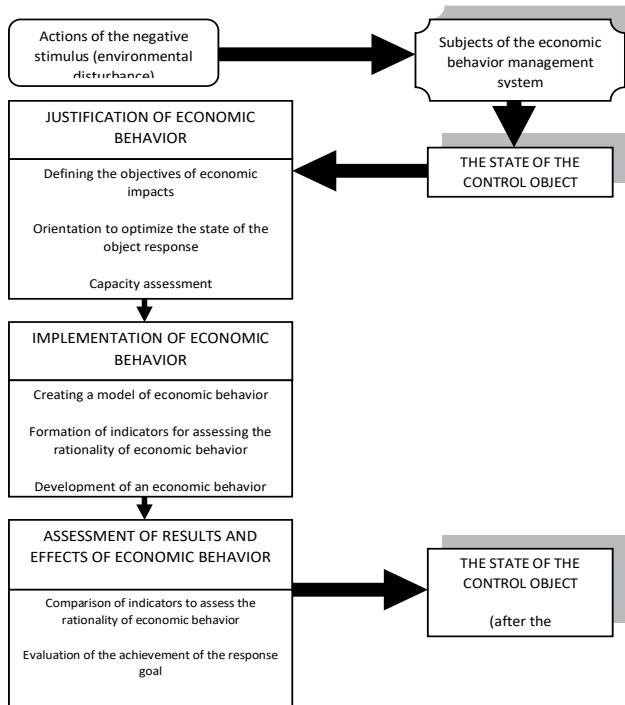 Actions of the negative
stimulus (environmental
disturbance)
Subjects of the economic
behavior management
system
JUSTIFICATION OF ECONOMIC
BEHAVIOR
Defining the objectives of economic
impacts
Orientation to optimize the state of the
object response
Capacity assessment
THE STATE OF THE
CONTROL OBJECT
IMPLEMENTATION OF ECONOMIC
BEHAVIOR
Creating a model of economic behavior
Formation of indicators for assessing the
rationality of economic behavior
Development of an economic behavior
ASSESSMENT OF RESULTS AND
EFFECTS OF ECONOMIC BEHAVIOR
Comparison of indicators to assess the
rationality of economic behavior
Evaluation of the achievement of the response
goal
THE STATE OF THE
CONTROL OBJECT
(after the